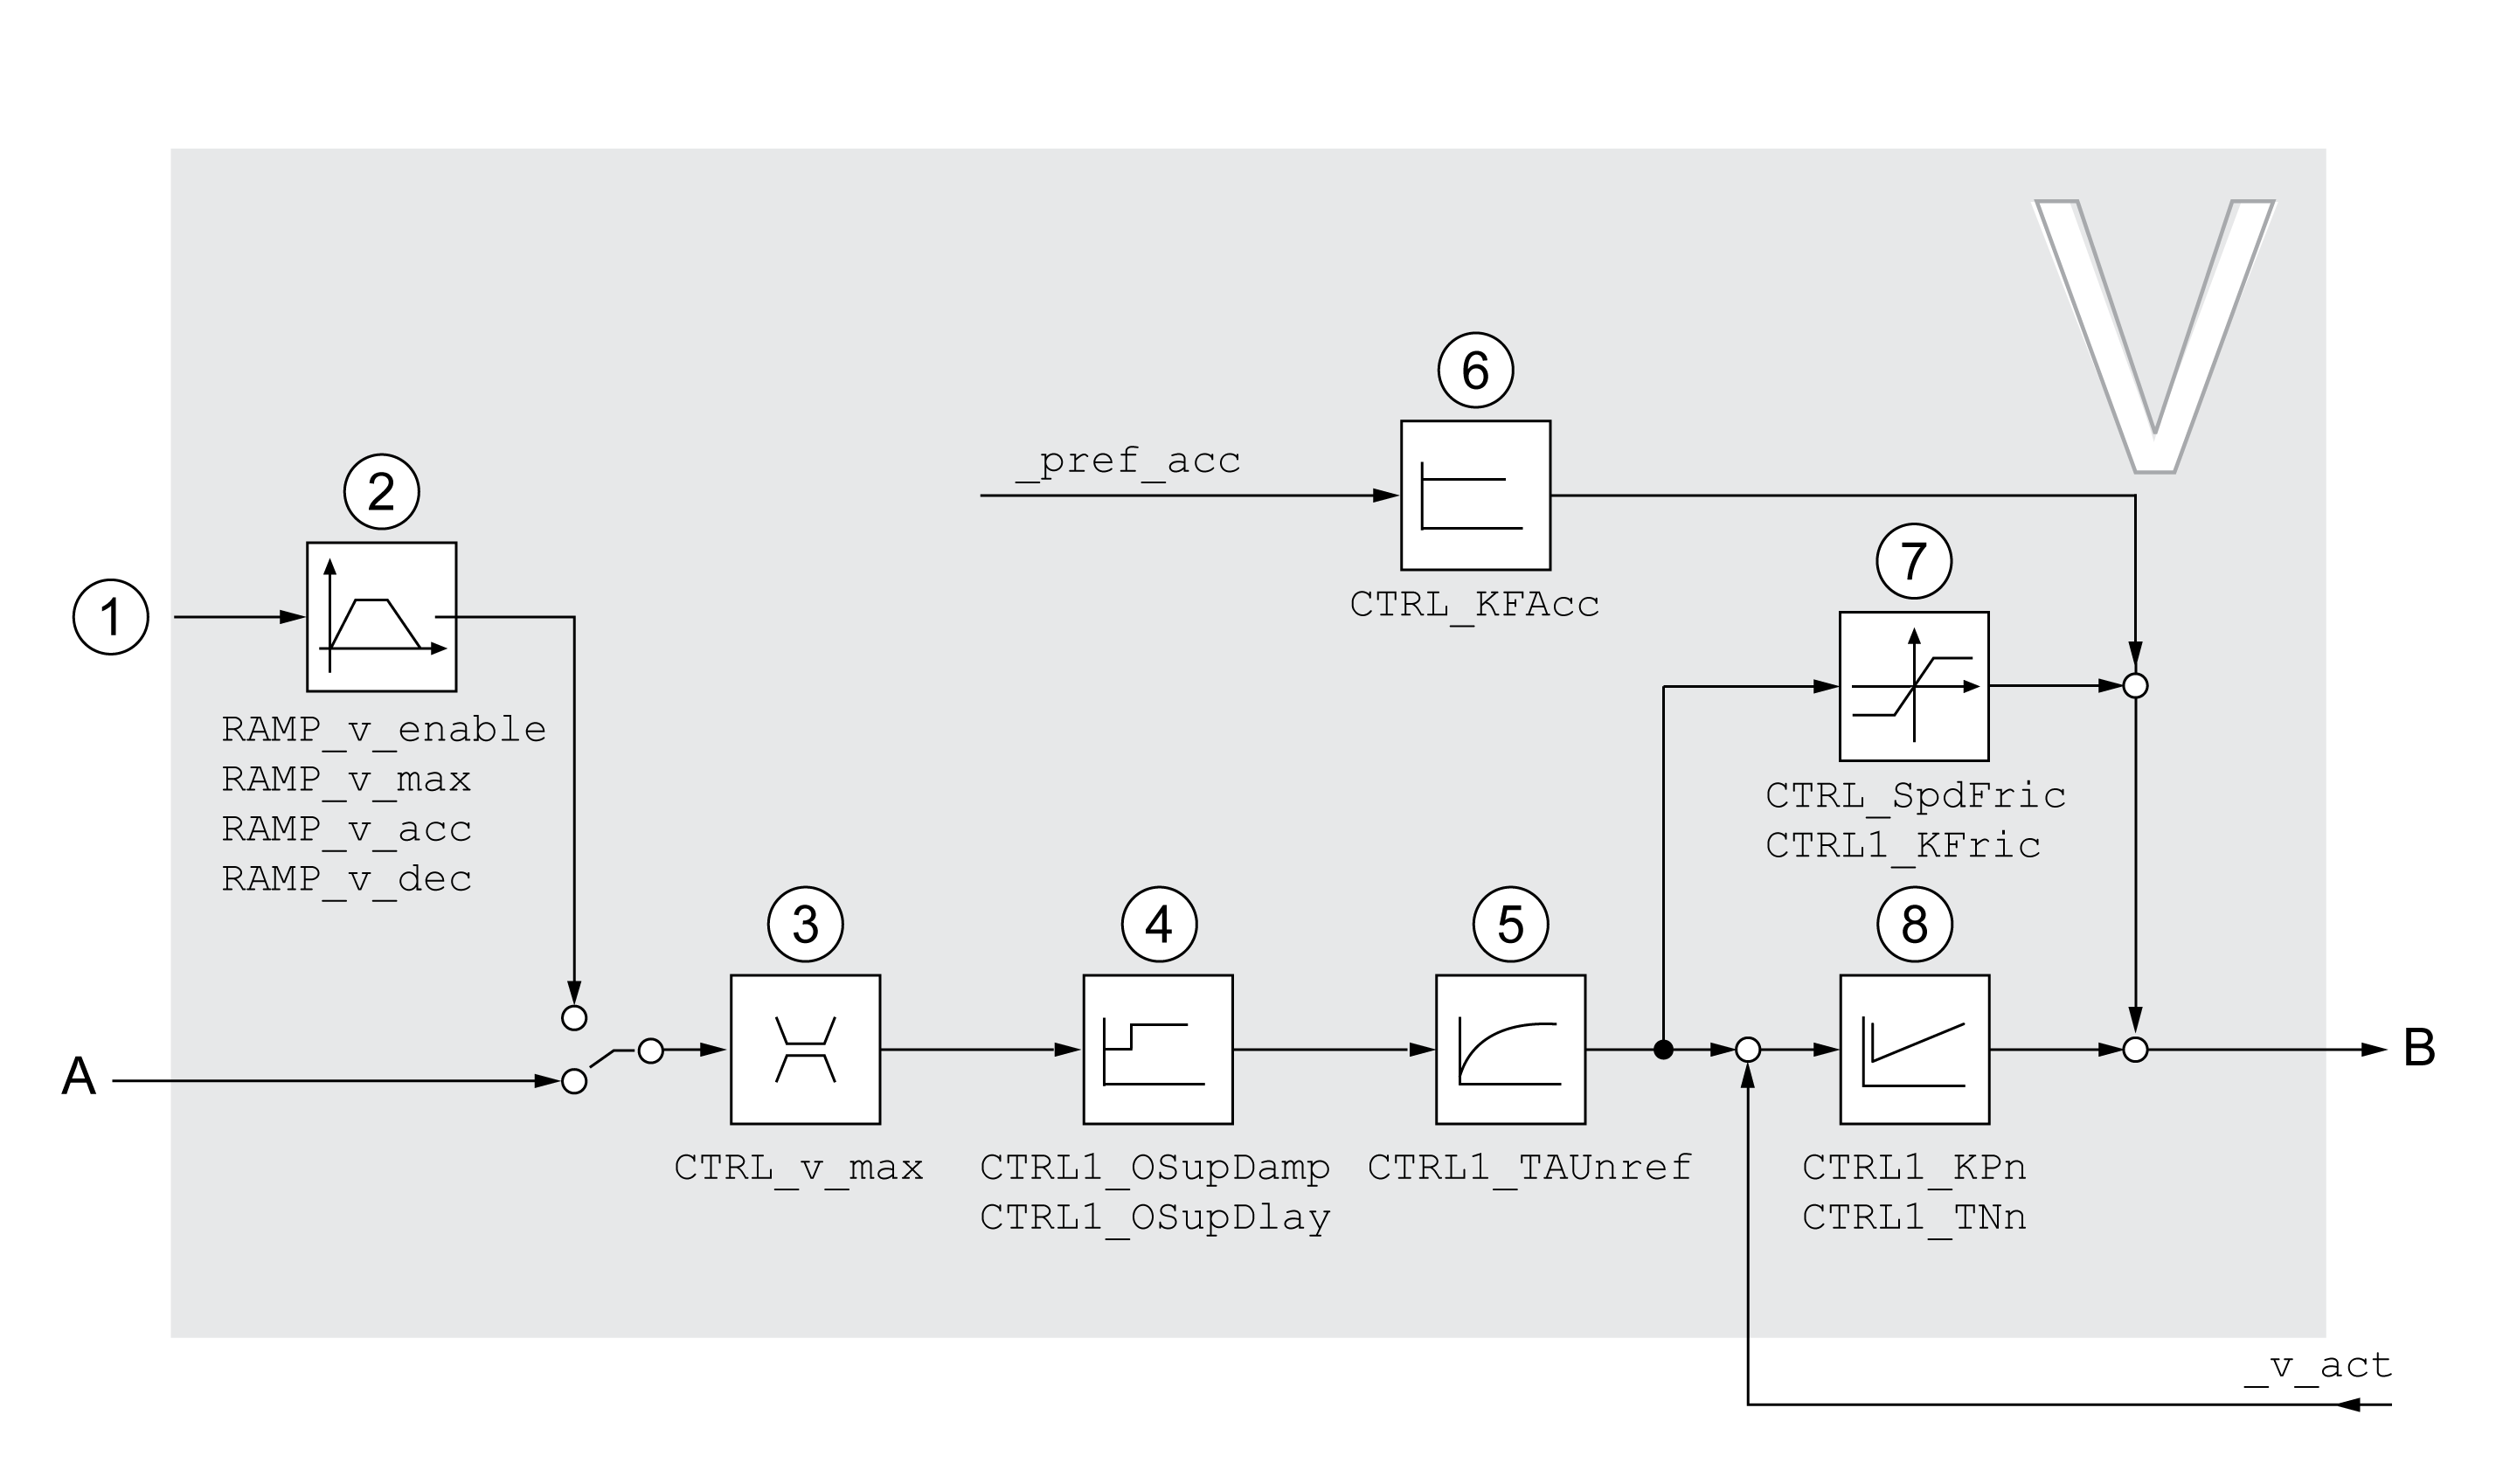 V
6
_pref_acc
2
7
CTRL_KFAcc
1
RAMP_v_enable
RAMP_v_max
RAMP_v_acc
RAMP_v_dec
CTRL_SpdFric
CTRL1_KFric
3
4
5
8
A
B
CTRL_v_max
CTRL1_OSupDamp
CTRL1_OSupDlay
CTRL1_TAUnref
CTRL1_KPn
CTRL1_TNn
_v_act